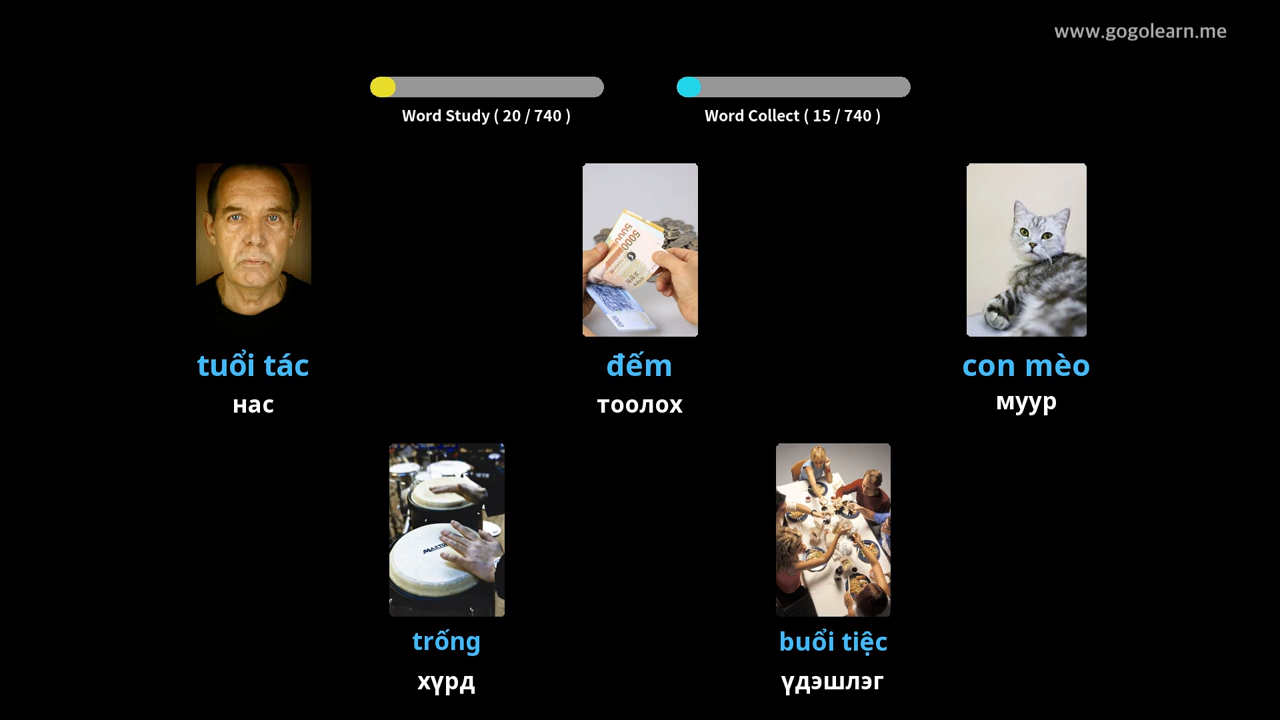 www.gogolearn.me
Word Study ( 20 / 740 )
Word Collect ( 15 / 740 )
tuổi tác
нас
đếm
тоолох
con mèo
муур
trống
хүрд
buổi tiệc
үдэшлэг